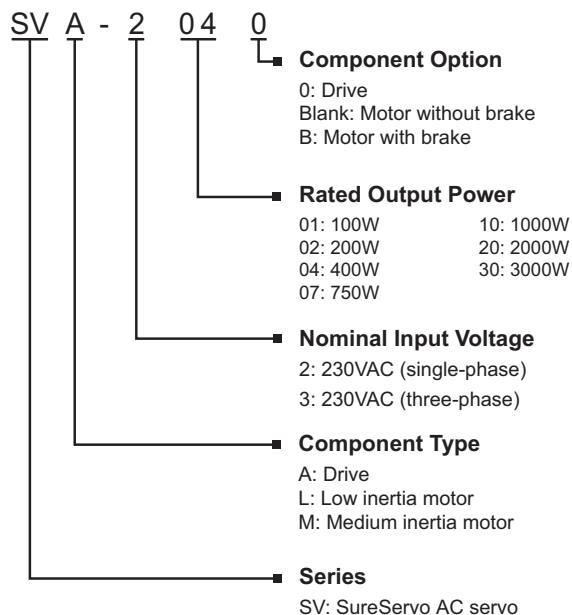 SV A - 2 04 0
Component Option
0: Drive
Blank: Motor without brake
B: Motor with brake
Rated Output Power
01: 100W 10: 1000W
02: 200W 20: 2000W
04: 400W 30: 3000W
07: 750W
Nominal Input Voltage
2: 230VAC (single-phase)
3: 230VAC (three-phase)
Component Type
A: Drive
L: Low inertia motor
M: Medium inertia motor
Series
SV: SureServo AC servo